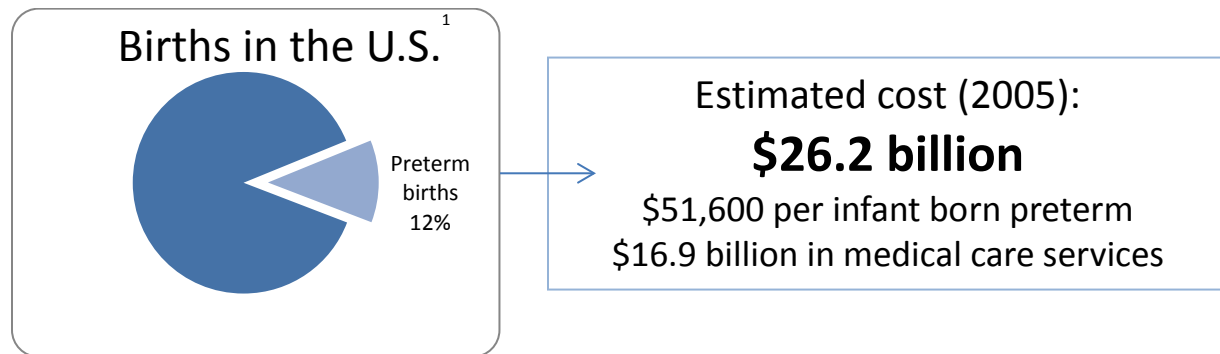 Births in the U.S.1
Preterm
births
12%
Estimated cost (2005):
$26.2 billion
$51,600 per infant born preterm
$16.9 billion in medical care services